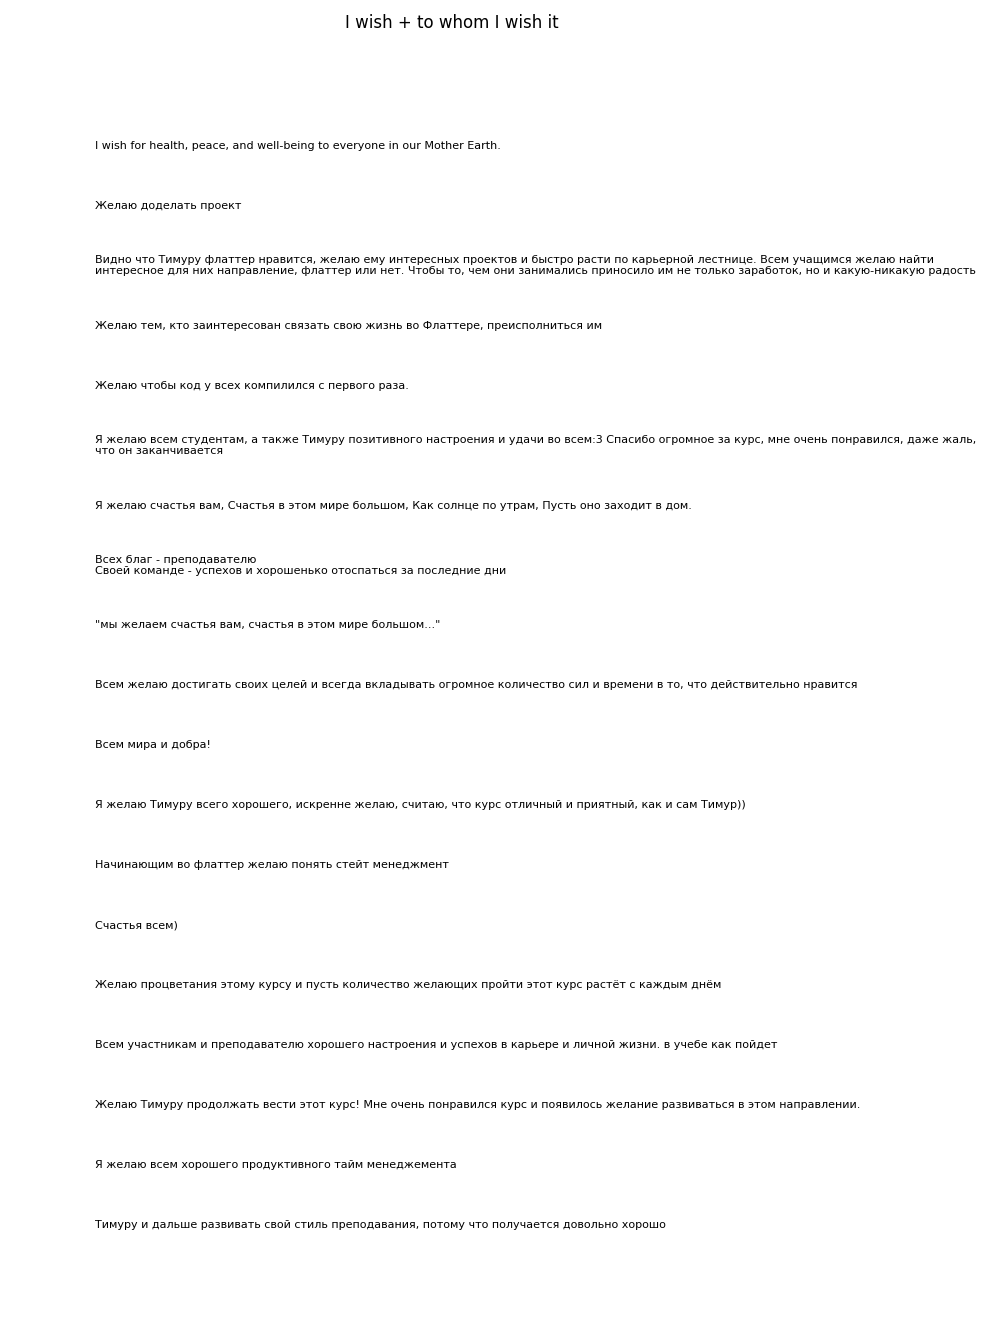 I wish + to whom I wish it
I wish for health, peace, and well-being to everyone in our Mother Earth.
Желаю доделать проект
Видно что Тимуру флаттер нравится, желаю ему интересных проектов и быстро расти по карьерной лестнице. Всем учащимся желаю найти
интересное для них направление, флаттер или нет. Чтобы то, чем они занимались приносило им не только заработок, но и какую-никакую радость
Желаю тем, кто заинтересован связать свою жизнь во Флаттере, преисполниться им
Желаю чтобы код у всех компилился с первого раза.
Я желаю всем студентам, а также Тимуру позитивного настроения и удачи во всем:3 Спасибо огромное за курс, мне очень понравился, даже жаль,
что он заканчивается
Я желаю счастья вам, Счастья в этом мире большом, Как солнце по утрам, Пусть оно заходит в дом.
Всех благ - преподавателю
Своей команде - успехов и хорошенько отоспаться за последние дни
"мы желаем счастья вам, счастья в этом мире большом..."
Всем желаю достигать своих целей и всегда вкладывать огромное количество сил и времени в то, что действительно нравится
Всем мира и добра!
Я желаю Тимуру всего хорошего, искренне желаю, считаю, что курс отличный и приятный, как и сам Тимур))
Начинающим во флаттер желаю понять стейт менеджмент
Счастья всем)
Желаю процветания этому курсу и пусть количество желающих пройти этот курс растёт с каждым днём
Всем участникам и преподавателю хорошего настроения и успехов в карьере и личной жизни. в учебе как пойдет
Желаю Тимуру продолжать вести этот курс! Мне очень понравился курс и появилось желание развиваться в этом направлении.
Я желаю всем хорошего продуктивного тайм менеджемента
Тимуру и дальше развивать свой стиль преподавания, потому что получается довольно хорошо